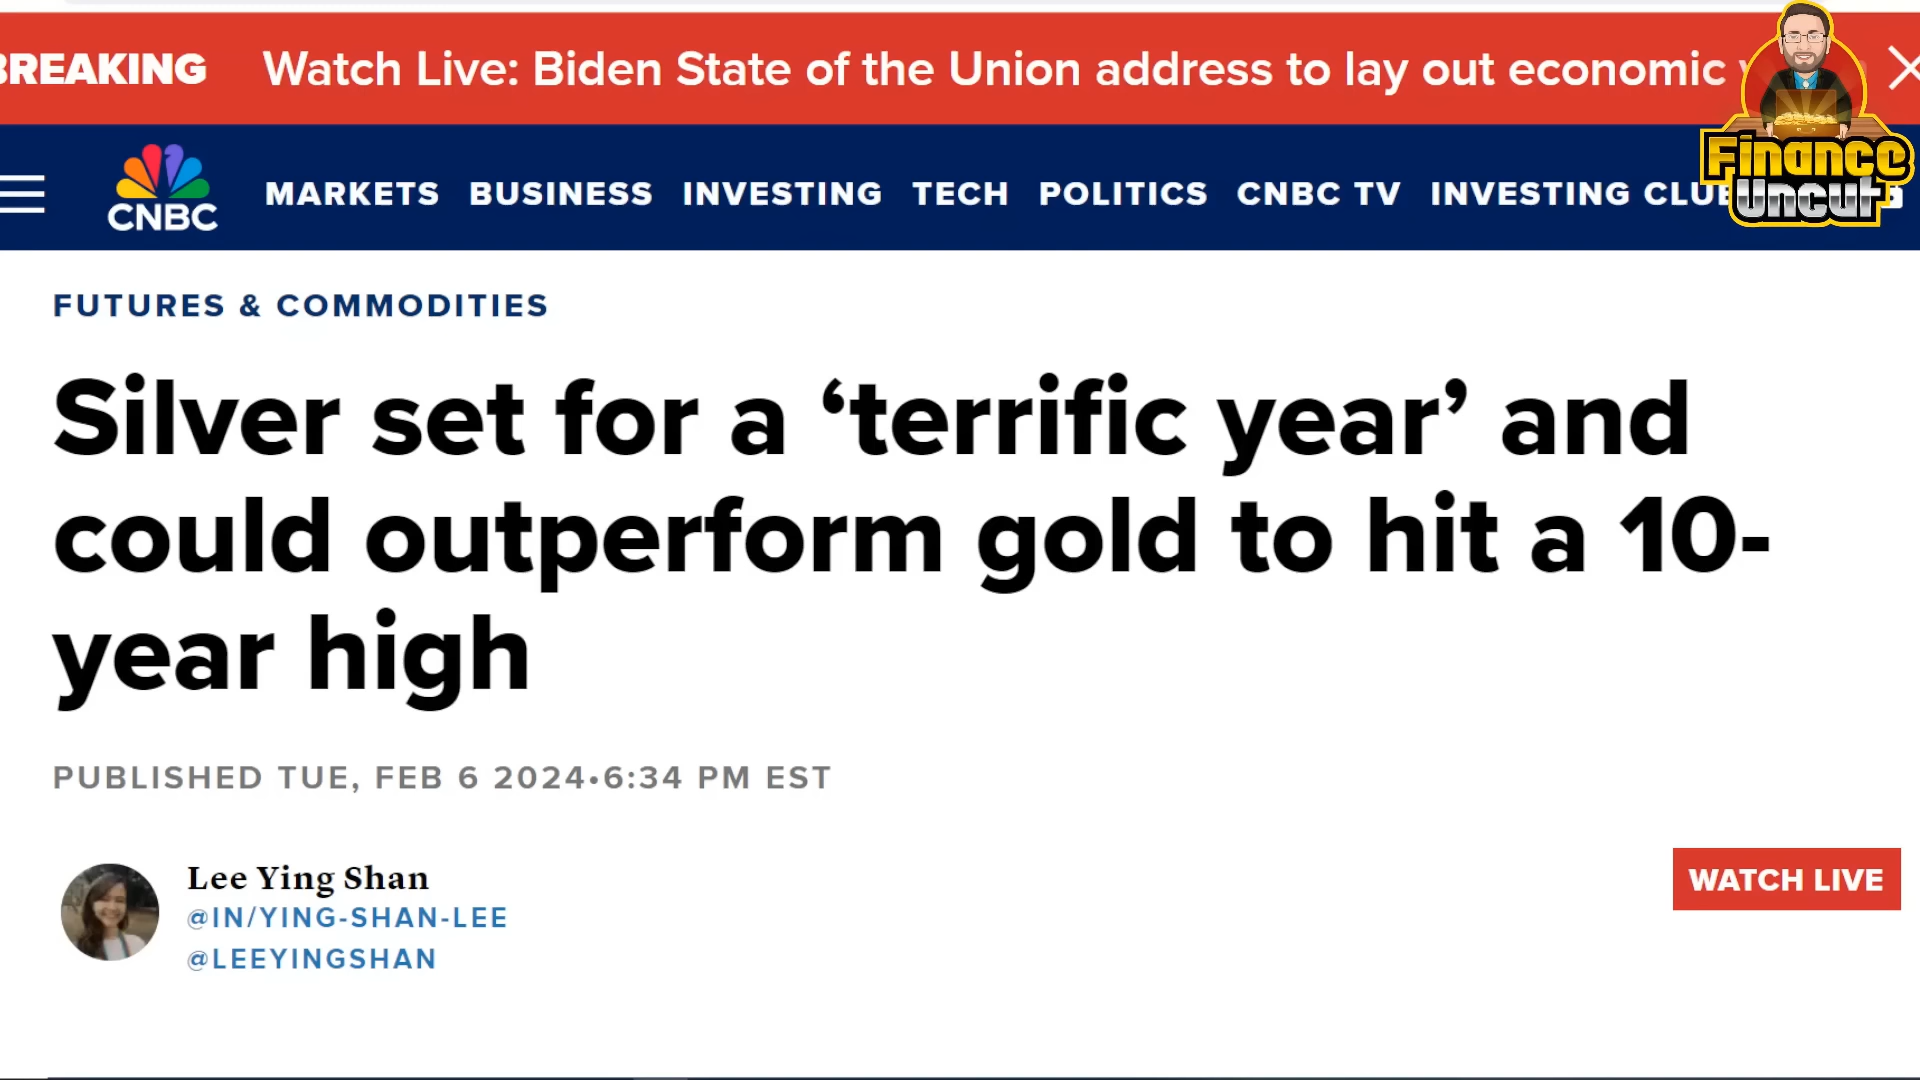 BREAKING Watch Live: Biden State of the Union address to lay out economic
Finance
Uncut
CNBC MARKETS BUSINESS INVESTING TECH POLITICS CNBC TV INVESTING CLUB
FUTURES & COMMODITIES
Silver set for a ‘terrific year’ and
could outperform gold to hit a 10-
year high
PUBLISHED TUE, FEB 6 2024•6:34 PM EST
Lee Ying Shan
@IN/YING-SHAN-LEE
@LEEYINGSHAN
WATCH LIVE